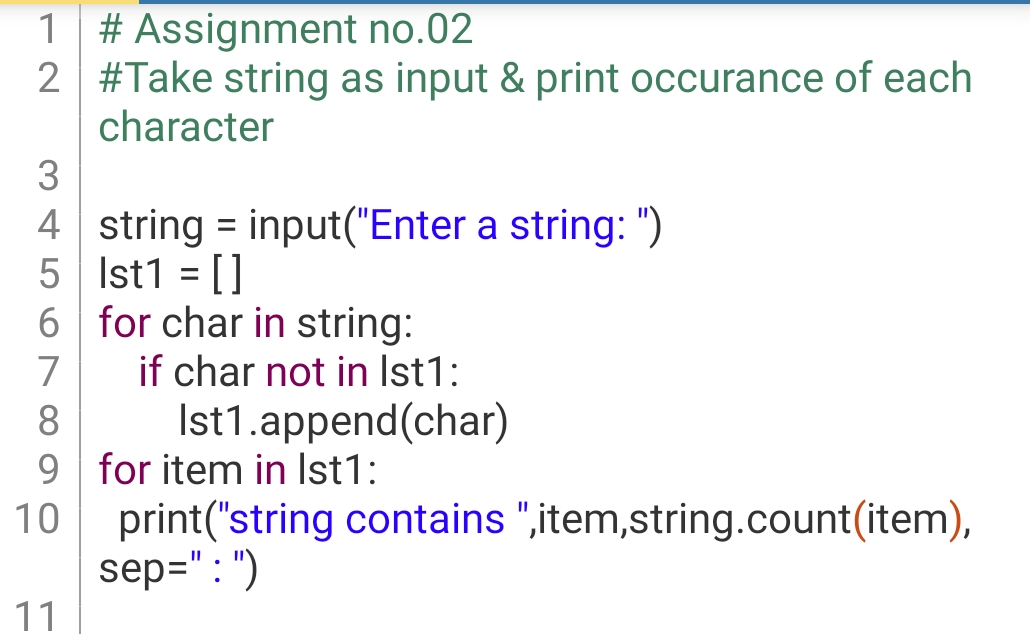 1 # Assignment no.02
2 #Take string as input & print occurance of each
character
3
4 string = input("Enter a string: ")
5 lst1 = [ ]
6 for char in string:
7     if char not in lst1:
8         lst1.append(char)
9 for item in lst1:
10   print("string contains ",item,string.count(item),
sep=" : ")
11